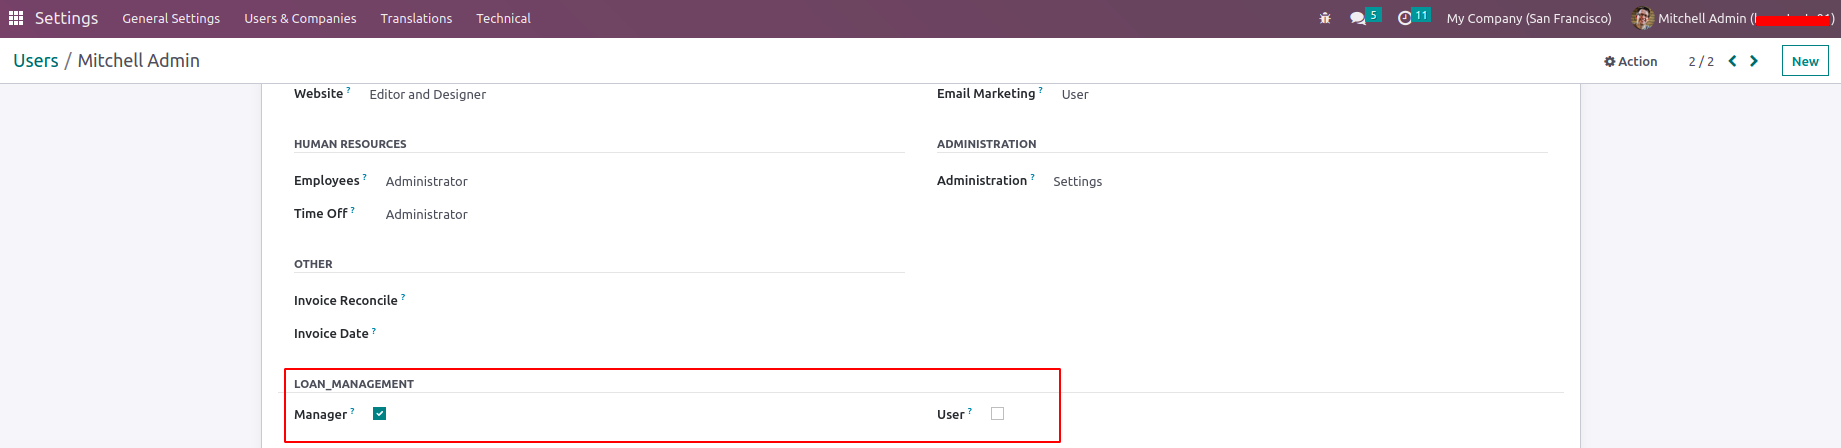 Settings General Settings Users & Companies Translations Technical 5 11 My Company (San Francisco) Mitchell Admin (
Users / Mitchell Admin Action 2 / 2 New
Website ? Editor and Designer Email Marketing ? User
HUMAN RESOURCES ADMINISTRATION
Employees ? Administrator Administration ? Settings
Time Off ? Administrator
OTHER
Invoice Reconcile ?
Invoice Date ?
LOAN_MANAGEMENT
Manager ? User ?